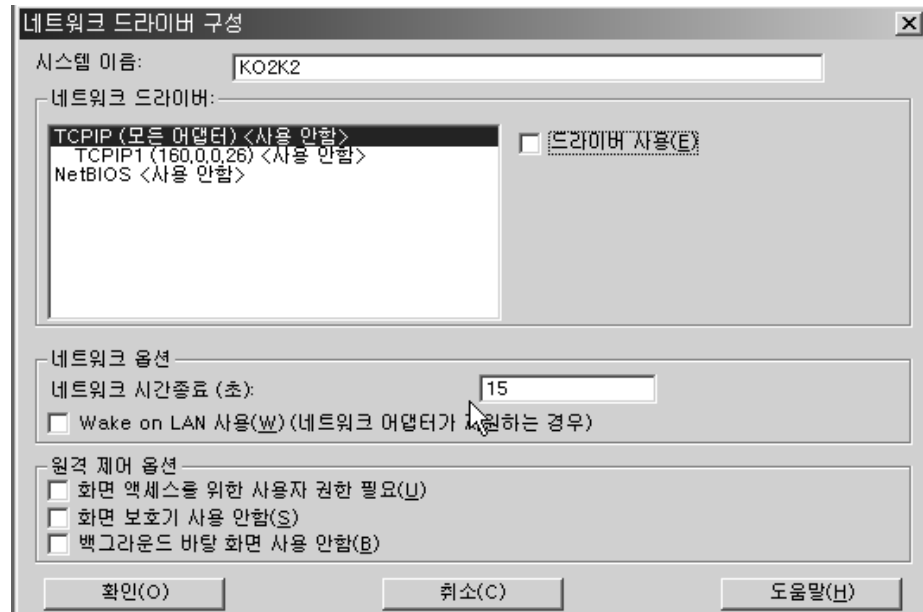 네트워크 드라이버 구성
시스템 이름: KO2K2
네트워크 드라이버:
TCPIP (모든 어댑터) <사용 안함>
TCPIP1 (160,0,0,26) <사용 안함>
NetBIOS <사용 안함>
드라이버 사용(E)
네트워크 옵션
네트워크 시간종료 (초): 15
Wake on LAN 사용(W) (네트워크 어댑터가 지원하는 경우)
원격 제어 옵션
화면 액세스를 위한 사용자 권한 필요(U)
화면 보호기 사용 안함(S)
백그라운드 바탕 화면 사용 안함(B)
확인(O) 취소(C) 도움말(H)